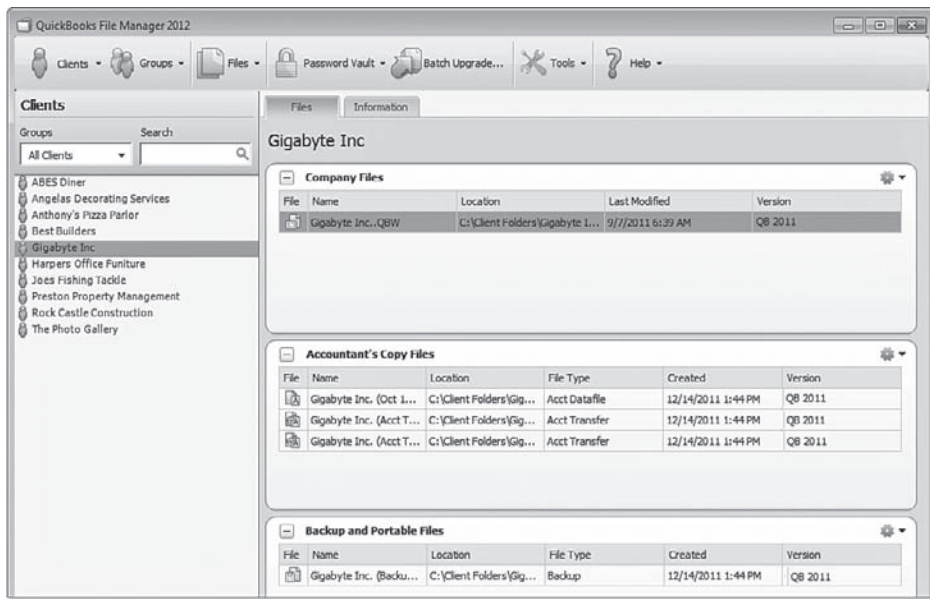 QuickBooks File Manager 2012
Clients Groups Files Password Vault Batch Upgrade... Tools Help
Clients
Groups Search
All Clients
ABES Diner
Angelas Decorating Services
Anthony's Pizza Parlor
Best Builders
Gigabyte Inc
Harpers Office Funiture
Joes Fishing Tackle
Preston Property Management
Rock Castle Construction
The Photo Gallery
Files Information
Gigabyte Inc
Company Files
File Name Location Last Modified Version
Gigabyte Inc..QBW C:\Client Folders\Gigabyte I... 9/7/2011 6:39 AM QB 2011
Accountant's Copy Files
File Name Location File Type Created Version
Gigabyte Inc. (Oct 1... C:\Client Folders\Gig... Acct Datafile 12/14/2011 1:44 PM QB 2011
Gigabyte Inc. (Acct T... C:\Client Folders\Gig... Acct Transfer 12/14/2011 1:44 PM QB 2011
Gigabyte Inc. (Acct T... C:\Client Folders\Gig... Acct Transfer 12/14/2011 1:44 PM QB 2011
Backup and Portable Files
File Name Location File Type Created Version
Gigabyte Inc. (Backu... C:\Client Folders\Gig... Backup 12/14/2011 1:44 PM QB 2011